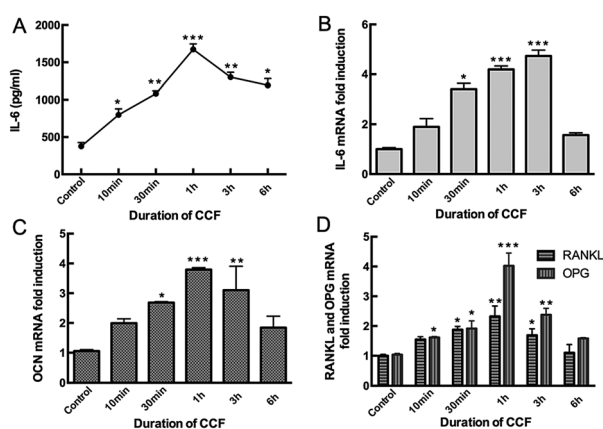 A
2000
1500
1000
500
0
IL-6 (pg/ml)
*
**
***
**
*
Control
10min
30min
1h
3h
6h
Duration of CCF
B
6
4
2
0
IL-6 mRNA fold induction
*
***
***
Control
10min
30min
1h
3h
6h
Duration of CCF
C
5
4
3
2
1
0
OCN mRNA fold induction
*
***
**
Control
10min
30min
1h
3h
6h
Duration of CCF
D
5
4
3
2
1
0
RANKL and OPG mRNA
fold induction
RANKL
OPG
*
*
*
**
***
*
**
Control
10min
30min
1h
3h
6h
Duration of CCF